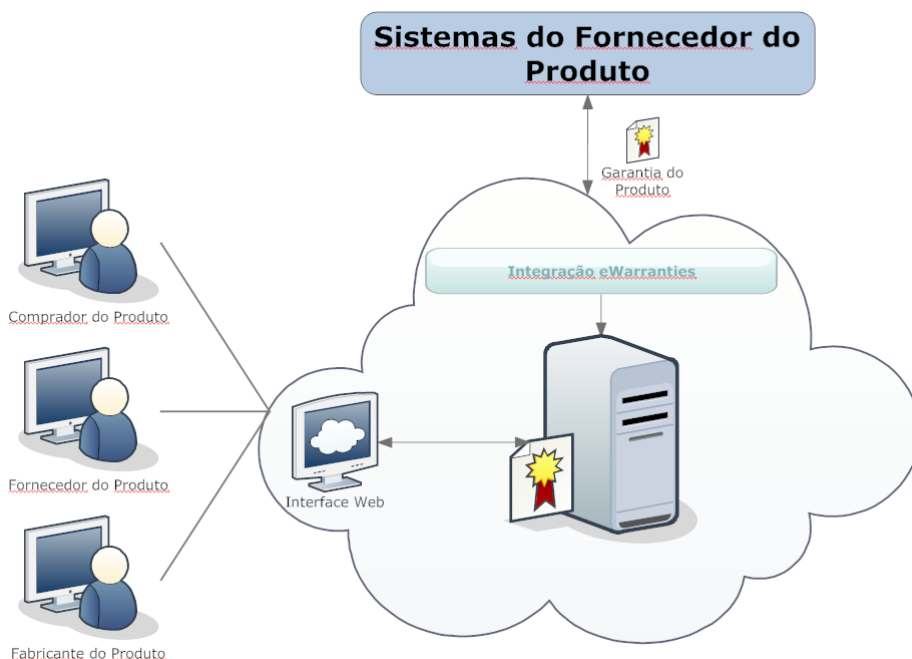 Sistemas do Fornecedor do
Produto
Garantia do
Produto
Integração eWarranties
Comprador do Produto
Fornecedor do Produto
Interface Web
Fabricante do Produto